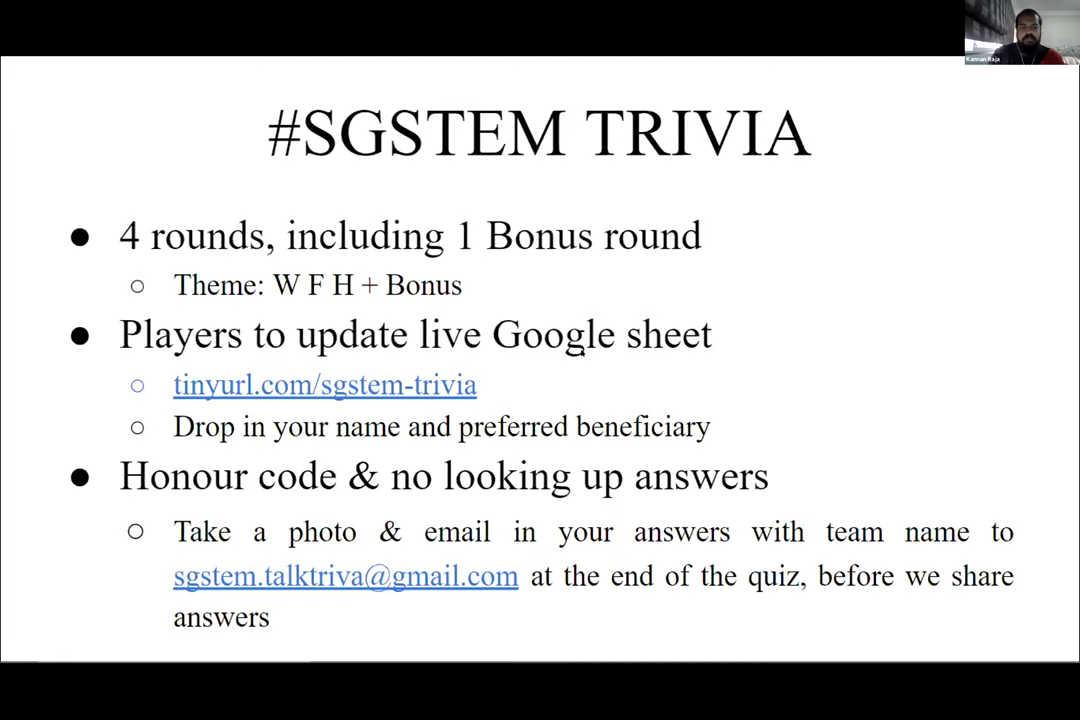 Kannan Raja
#SGSTEM TRIVIA
● 4 rounds, including 1 Bonus round
○ Theme: W F H + Bonus
● Players to update live Google sheet
○ tinyurl.com/sgstem-trivia
○ Drop in your name and preferred beneficiary
● Honour code & no looking up answers
○ Take a photo & email in your answers with team name to
sgstem.talktriva@gmail.com at the end of the quiz, before we share
answers